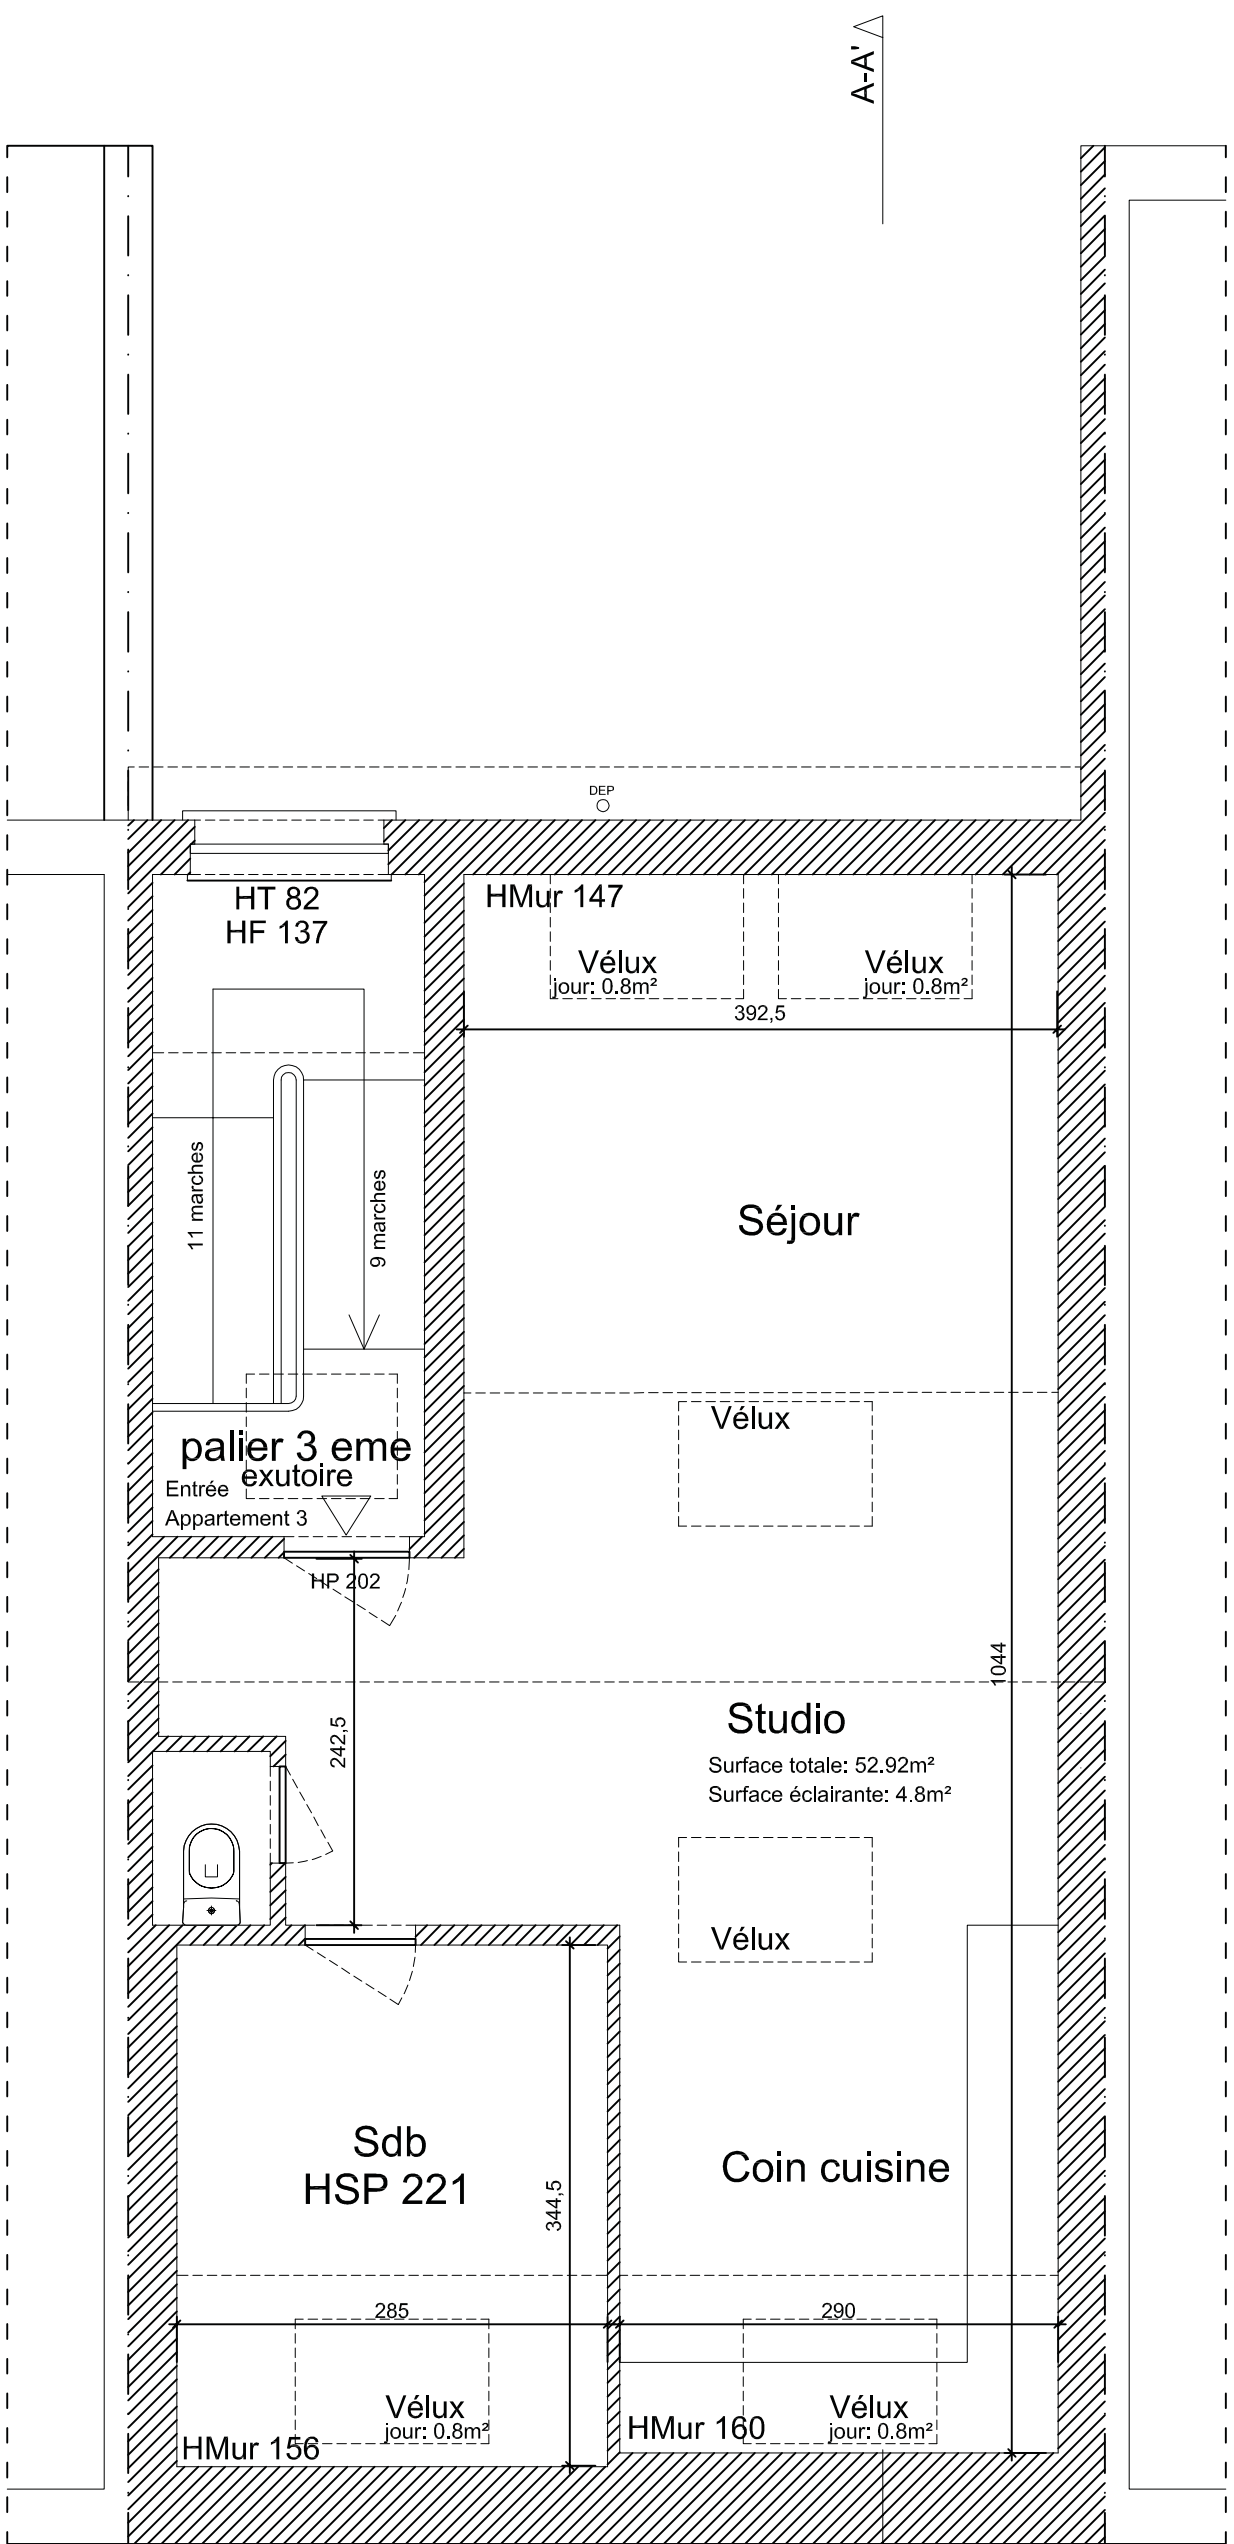 A-A'
DEP
HT 82
HF 137
HMur 147
Vélux
jour: 0.8m²
Vélux
jour: 0.8m²
392,5
11 marches
9 marches
Séjour
Vélux
palier 3 eme
exutoire
Entrée
Appartement 3
HP 202
1044
242,5
Studio
Surface totale: 52.92m²
Surface éclairante: 4.8m²
Vélux
Sdb
HSP 221
344,5
Coin cuisine
285
290
Vélux
jour: 0.8m²
HMur 156
HMur 160
Vélux
jour: 0.8m²